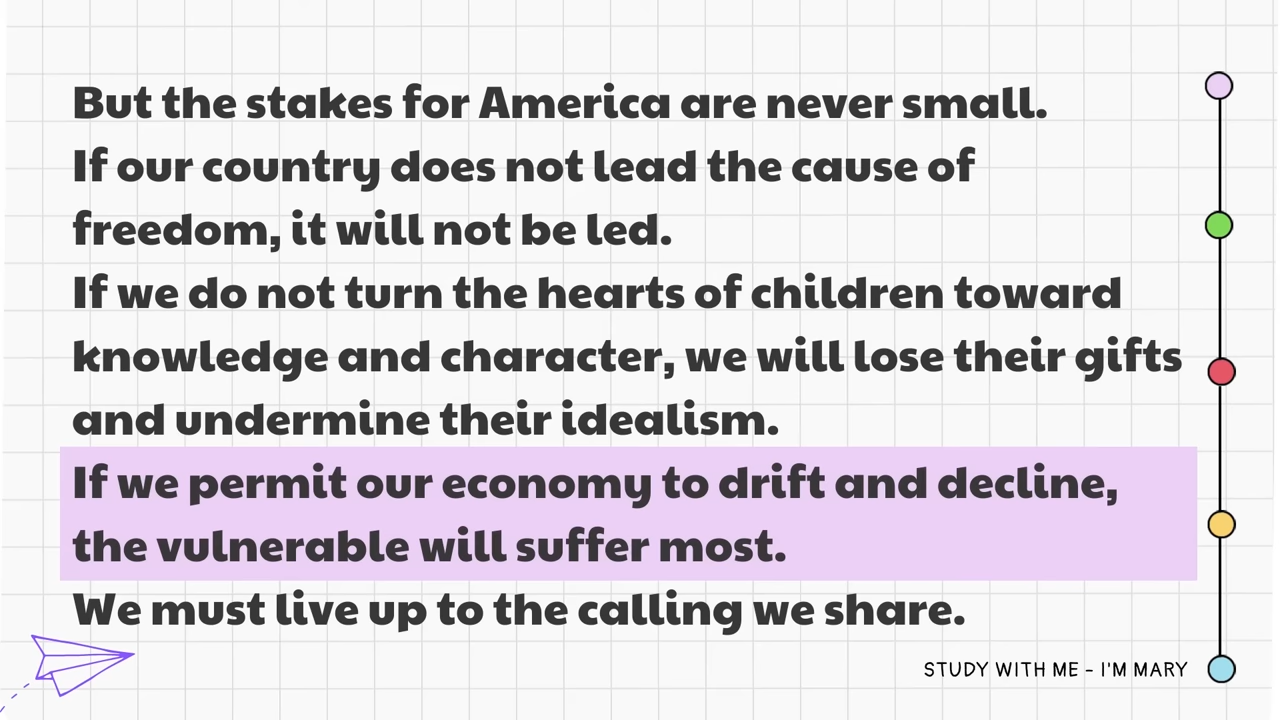 But the stakes for America are never small.
If our country does not lead the cause of
freedom, it will not be led.
If we do not turn the hearts of children toward
knowledge and character, we will lose their gifts
and undermine their idealism.
If we permit our economy to drift and decline,
the vulnerable will suffer most.
We must live up to the calling we share.
STUDY WITH ME - I'M MARY